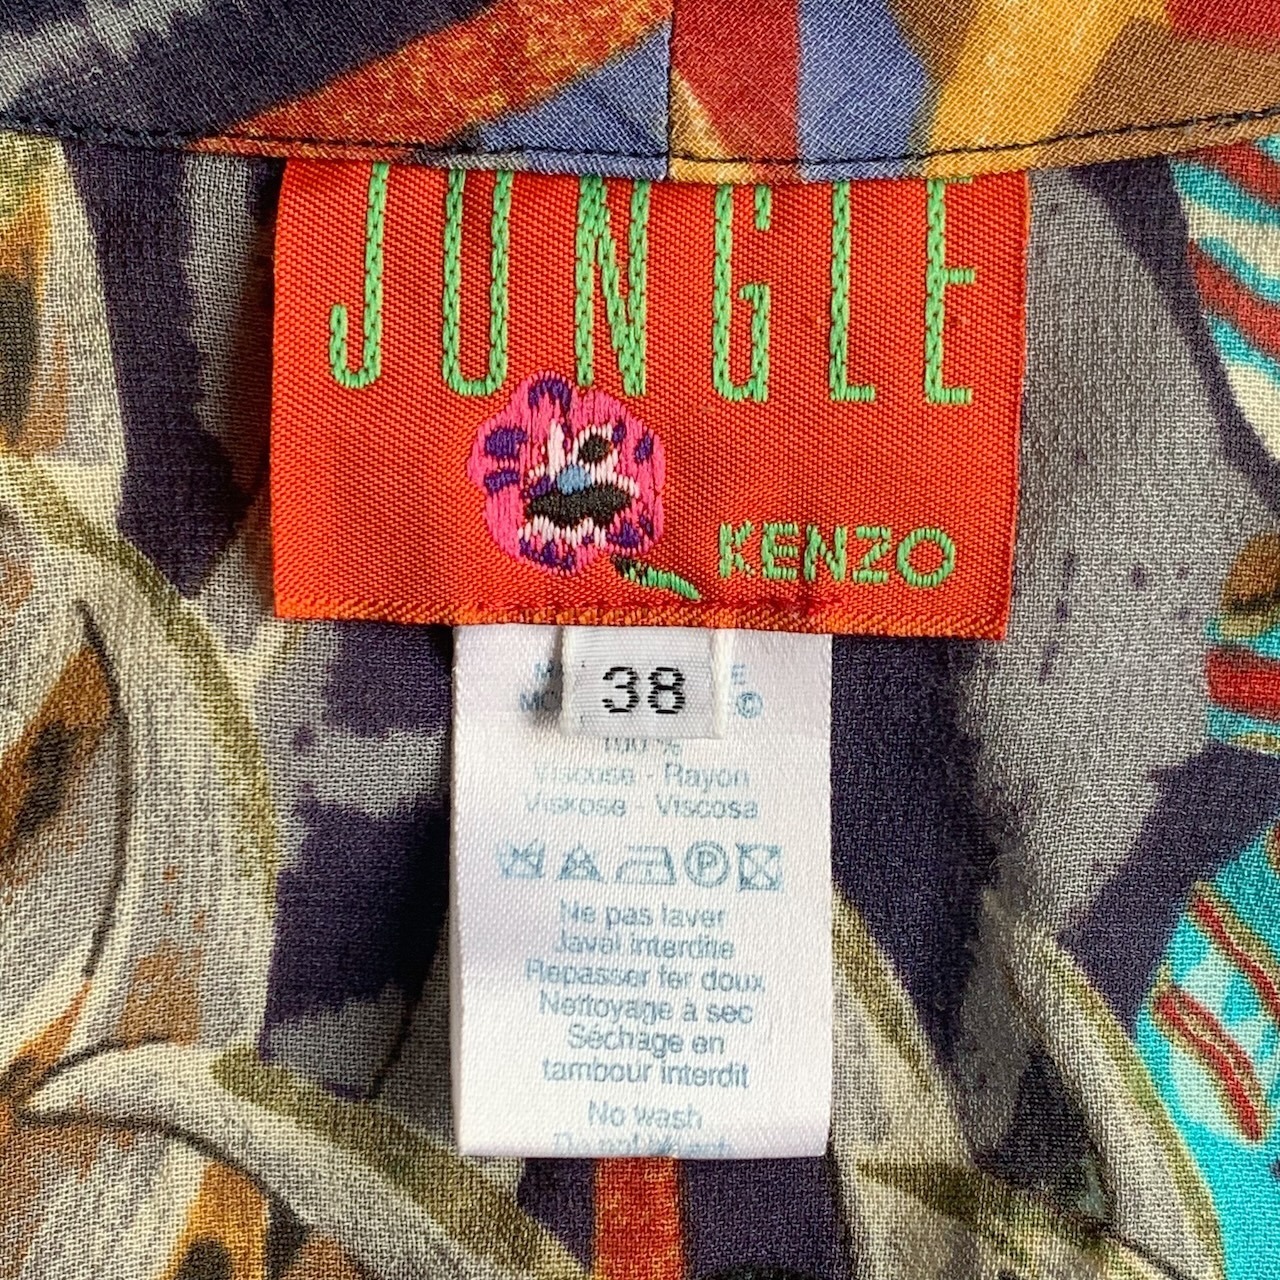 JUNGLE
KENZO
38
©
100 %
Viscose - Rayon
Viskose - Viscosa
P
Ne pas laver
Javel interdite
Repasser fer doux
Nettoyage à sec
Séchage en
tambour interdit
No wash